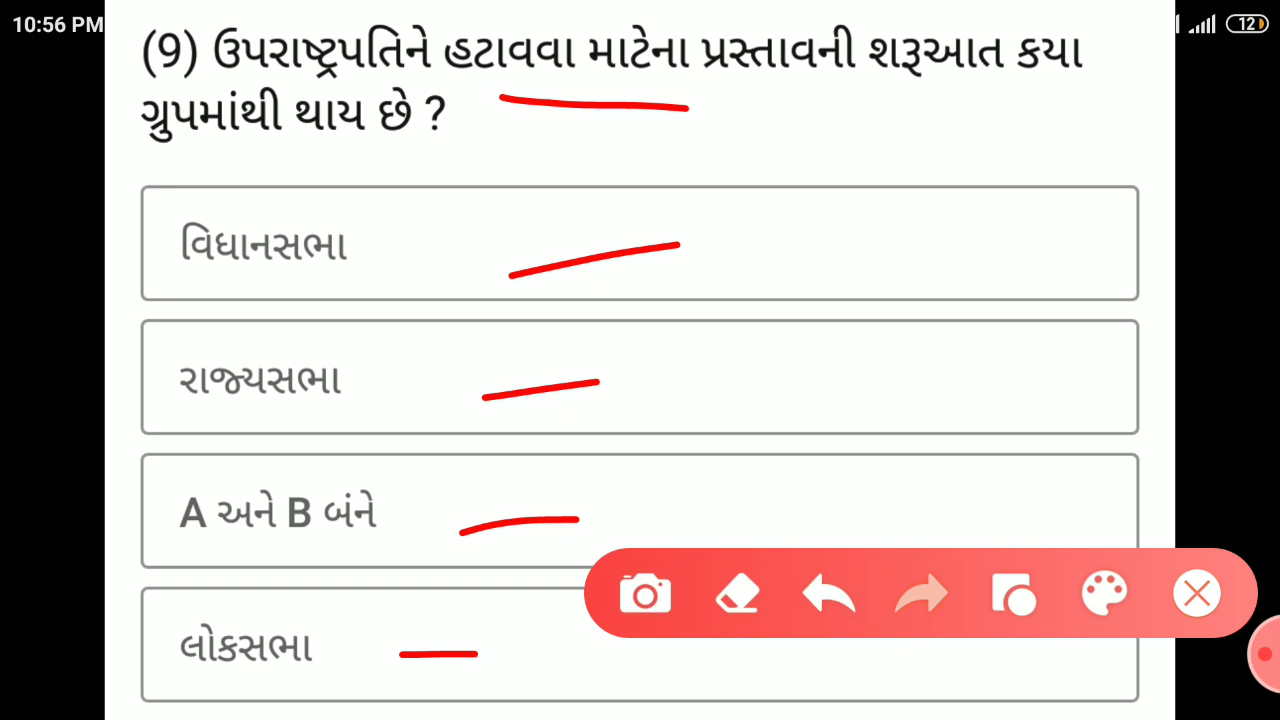 10:56 PM
12
(9) ઉપરાષ્ટ્રપતિને હટાવવા માટેના પ્રસ્તાવની શરૂઆત કયા
ગ્રુપમાંથી થાય છે ?
વિધાનસભા
રાજ્યસભા
A અને B બંને
લોકસભા